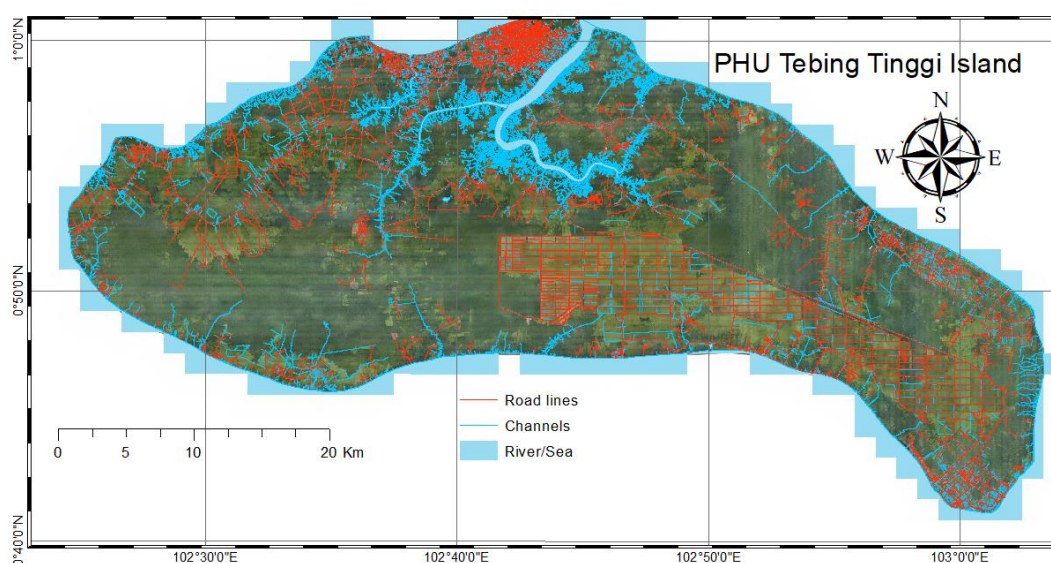 PHU Tebing Tinggi Island
N
W E
S
1°0'0"N
0°50'0"N
0°40'0"N
Road lines
Channels
River/Sea
0 5 10 20 Km
102°30'0"E 102°40'0"E 102°50'0"E 103°0'0"E